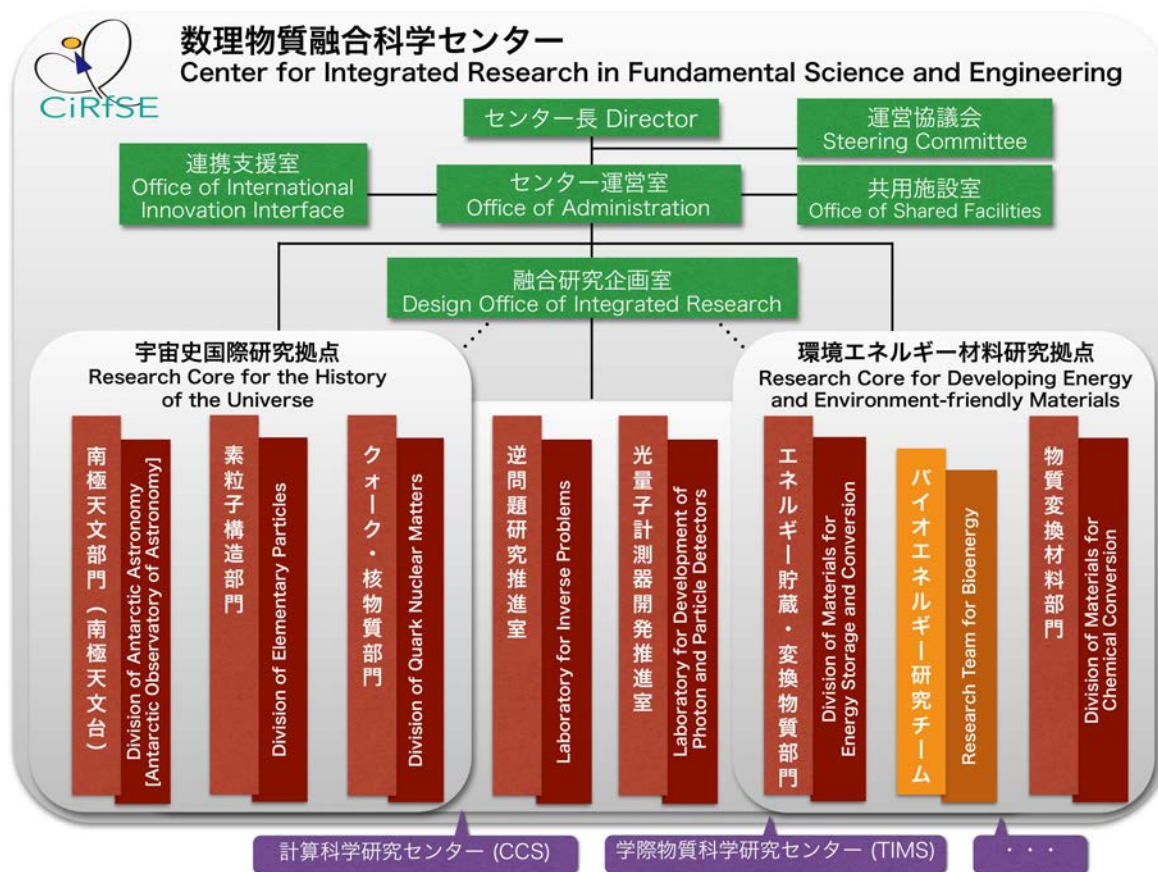 数理物質融合科学センター
Center for Integrated Research in Fundamental Science and Engineering
CiRfSE
センター長 Director
運営協議会
Steering Committee
連携支援室
Office of International
Innovation Interface
センター運営室
Office of Administration
共用施設室
Office of Shared Facilities
融合研究企画室
Design Office of Integrated Research
宇宙史国際研究拠点
Research Core for the History
of the Universe
環境エネルギー材料研究拠点
Research Core for Developing Energy
and Environment-friendly Materials
南極天文部門（南極天文台）
Division of Antarctic Astronomy
[Antarctic Observatory of Astronomy]
素粒子構造部門
Division of Elementary Particles
クォーク・核物質部門
Division of Quark Nuclear Matters
逆問題研究推進室
Laboratory for Inverse Problems
光量子計測器開発推進室
Laboratory for Development of
Photon and Particle Detectors
エネルギー貯蔵・変換物質部門
Division of Materials for
Energy Storage and Conversion
バイオエネルギー研究チーム
Research Team for Bioenergy
物質変換材料部門
Division of Materials for
Chemical Conversion
計算科学研究センター (CCS)
学際物質科学研究センター (TIMS)
・・・